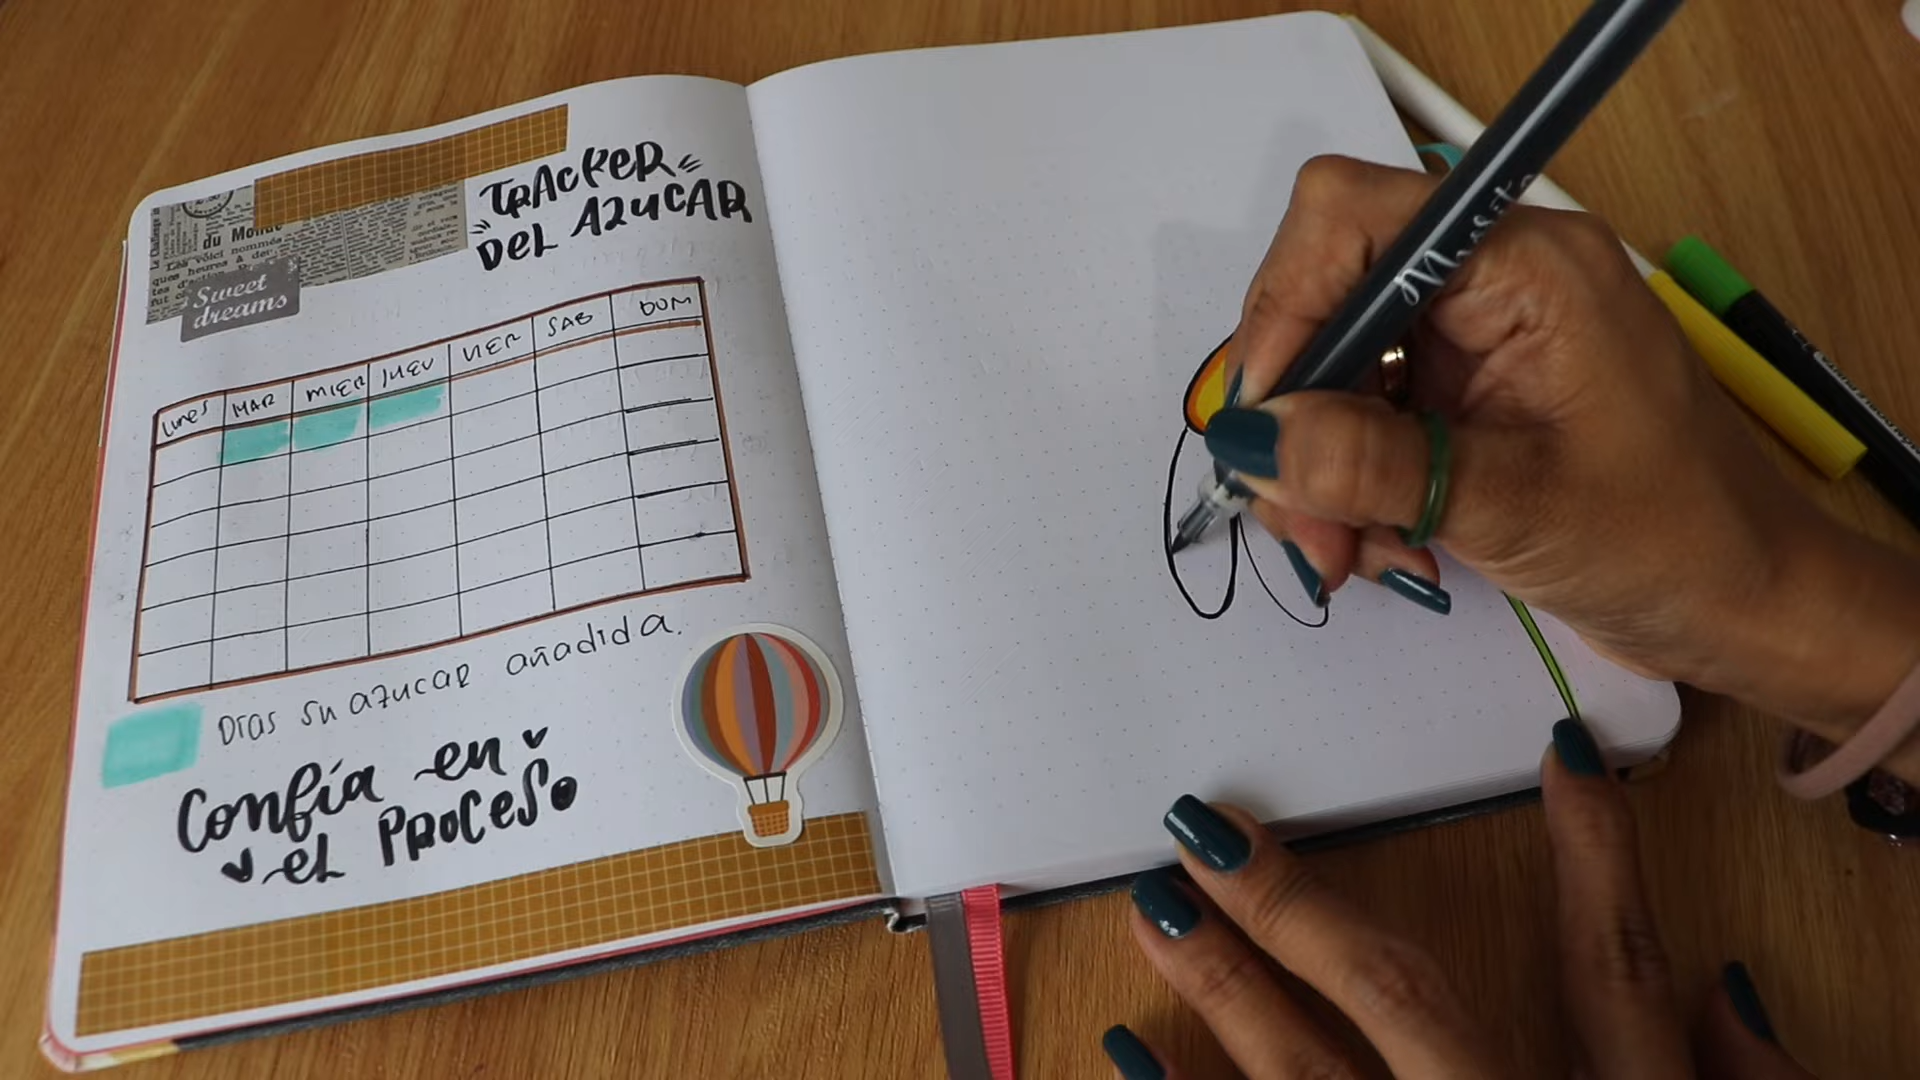 TRACKER
DEL AZUCAR
du Monde
Sweet
dreams
LUNES MAR MIER JUEV VIER SAB DOM
DÍAS SIN AZUCAR añadida.
Confía en
el PROCESO